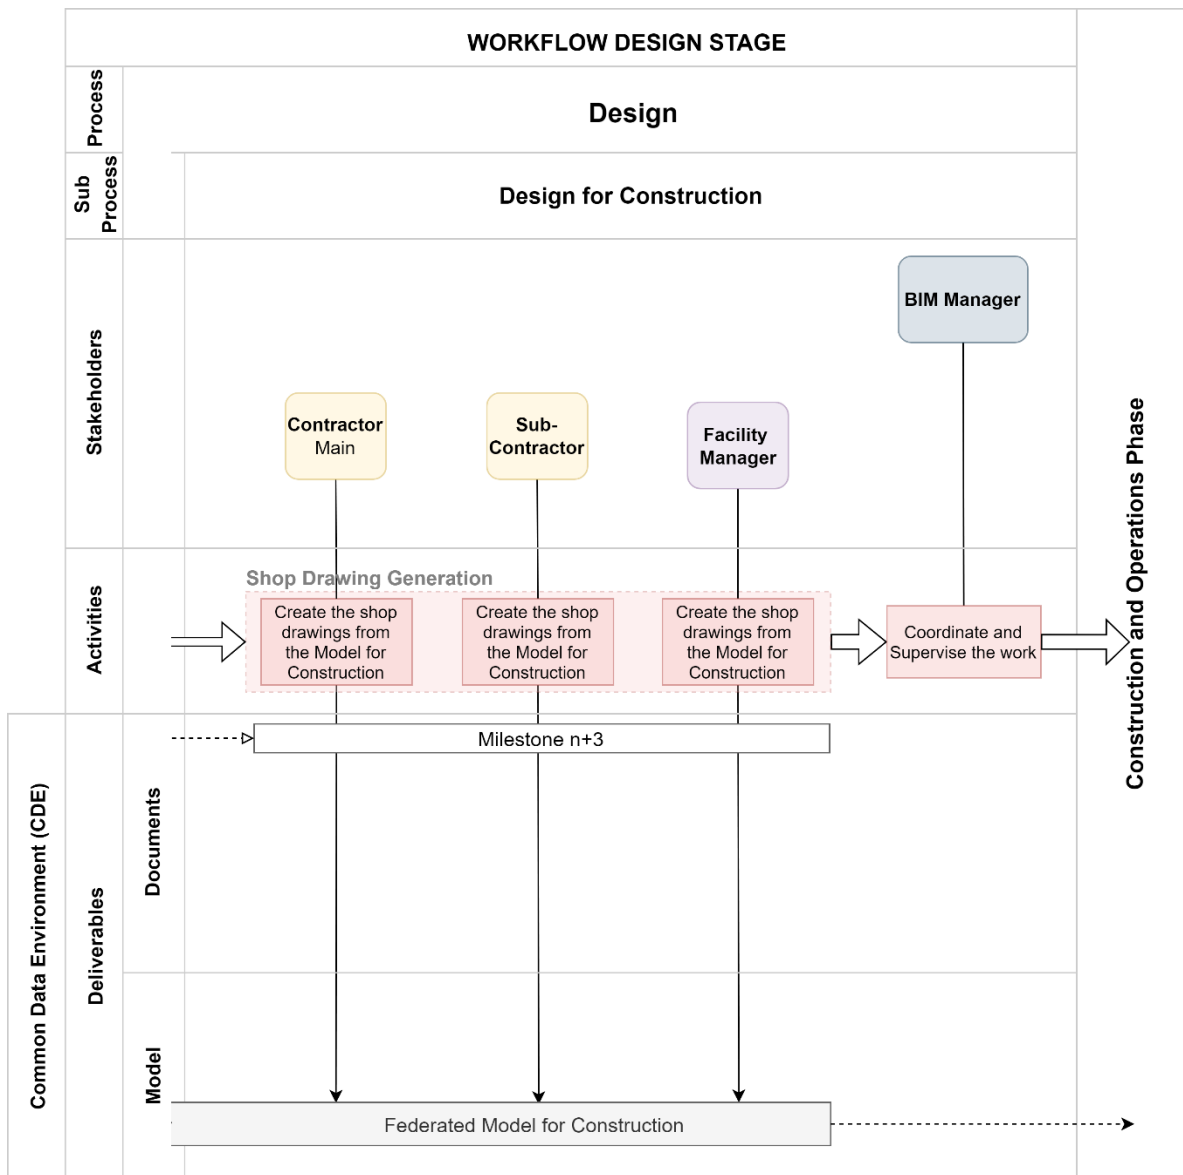 WORKFLOW DESIGN STAGE
Process
Design
Sub
Process
Design for Construction
Stakeholders
BIM Manager
Contractor
Main
Sub-
Contractor
Facility
Manager
Construction and Operations Phase
Activities
Shop Drawing Generation
Create the shop
drawings from
the Model for
Construction
Create the shop
drawings from
the Model for
Construction
Create the shop
drawings from
the Model for
Construction
Coordinate and
Supervise the work
Common Data Environment (CDE)
Deliverables
Documents
Milestone n+3
Model
Federated Model for Construction